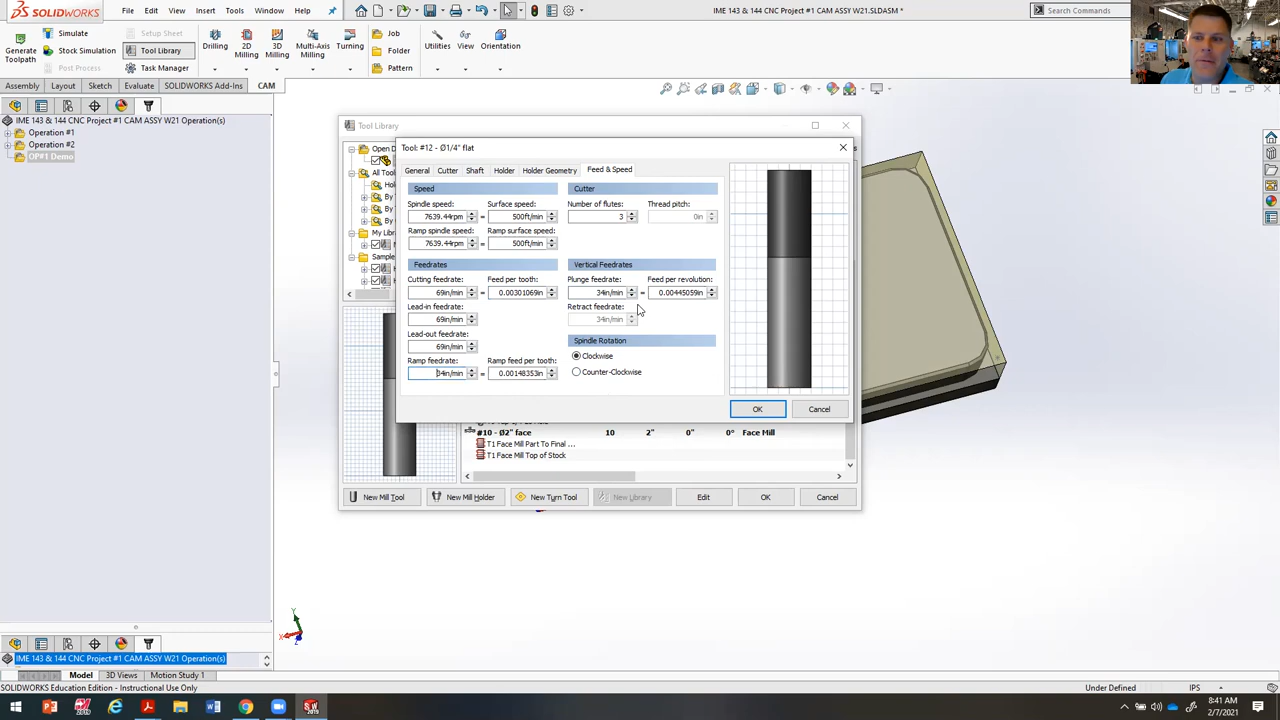 SOLIDWORKS
File Edit View Insert Tools Window Help
IME 143 & 144 CNC Project #1 CAM ASSY W21.SLDASM *
Search Commands
Generate Toolpath
Simulate
Stock Simulation
Post Process
Setup Sheet
Tool Library
Task Manager
Drilling
2D Milling
3D Milling
Multi-Axis Milling
Turning
Job
Folder
Pattern
Utilities
View
Orientation
Assembly Layout Sketch Evaluate SOLIDWORKS Add-Ins CAM
IME 143 & 144 CNC Project #1 CAM ASSY W21 Operation(s)
Operation #1
Operation #2
OP#1 Demo
Tool Library
Open D
All Tool
Hol
By
By
By
My Libra
Sample
Tool: #12 - Ø1/4" flat
General Cutter Shaft Holder Holder Geometry Feed & Speed
Speed
Spindle speed: Surface speed:
7639.44rpm = 500ft/min
Ramp spindle speed: Ramp surface speed:
7639.44rpm = 500ft/min
Feedrates
Cutting feedrate: Feed per tooth:
69in/min = 0.00301069in
Lead-in feedrate:
69in/min
Lead-out feedrate:
69in/min
Ramp feedrate: Ramp feed per tooth:
34in/min = 0.00148353in
Cutter
Number of flutes: Thread pitch:
3 0in
Vertical Feedrates
Plunge feedrate: Feed per revolution:
34in/min = 0.00445059in
Retract feedrate:
34in/min
Spindle Rotation
Clockwise
Counter-Clockwise
OK Cancel
#10 - Ø2" face 10 2" 0" 0° Face Mill
T1 Face Mill Part To Final ...
T1 Face Mill Top of Stock
New Mill Tool New Mill Holder New Turn Tool New Library Edit OK Cancel
Y
X
Z
IME 143 & 144 CNC Project #1 CAM ASSY W21 Operation(s)
Model 3D Views Motion Study 1
SOLIDWORKS Education Edition - Instructional Use Only
Under Defined IPS
8:41 AM
2/7/2021